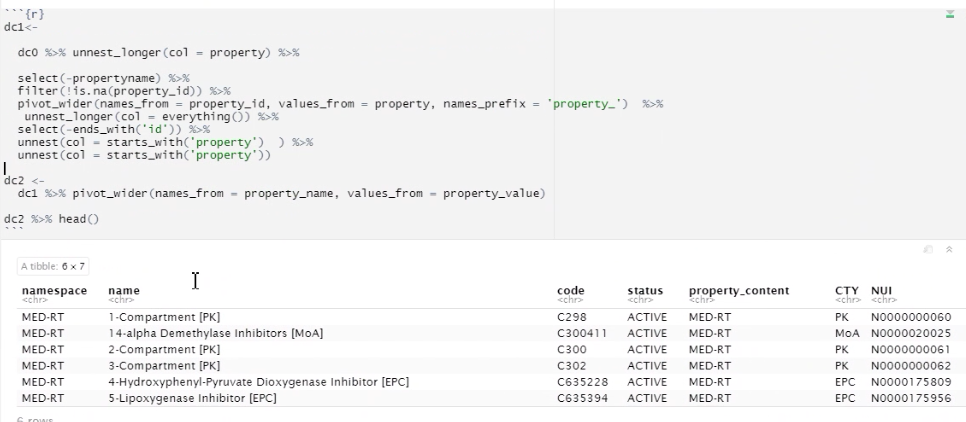 ```{r}
dc1<-
dc0 %>% unnest_longer(col = property) %>%
select(-propertyname) %>%
filter(!is.na(property_id)) %>%
pivot_wider(names_from = property_id, values_from = property, names_prefix = 'property_') %>%
unnest_longer(col = everything()) %>%
select(-ends_with('id')) %>%
unnest(col = starts_with('property') ) %>%
unnest(col = starts_with('property'))
dc2 <-
dc1 %>% pivot_wider(names_from = property_name, values_from = property_value)
dc2 %>% head()
```
A tibble: 6 × 7
namespace name code status property_content CTY NUI
<chr> <chr> <chr> <chr> <chr> <chr> <chr>
MED-RT 1-Compartment [PK] C298 ACTIVE MED-RT PK N0000000060
MED-RT 14-alpha Demethylase Inhibitors [MoA] C300411 ACTIVE MED-RT MoA N0000020025
MED-RT 2-Compartment [PK] C300 ACTIVE MED-RT PK N0000000061
MED-RT 3-Compartment [PK] C302 ACTIVE MED-RT PK N0000000062
MED-RT 4-Hydroxyphenyl-Pyruvate Dioxygenase Inhibitor [EPC] C635228 ACTIVE MED-RT EPC N0000175809
MED-RT 5-Lipoxygenase Inhibitor [EPC] C635394 ACTIVE MED-RT EPC N0000175956
6 rows